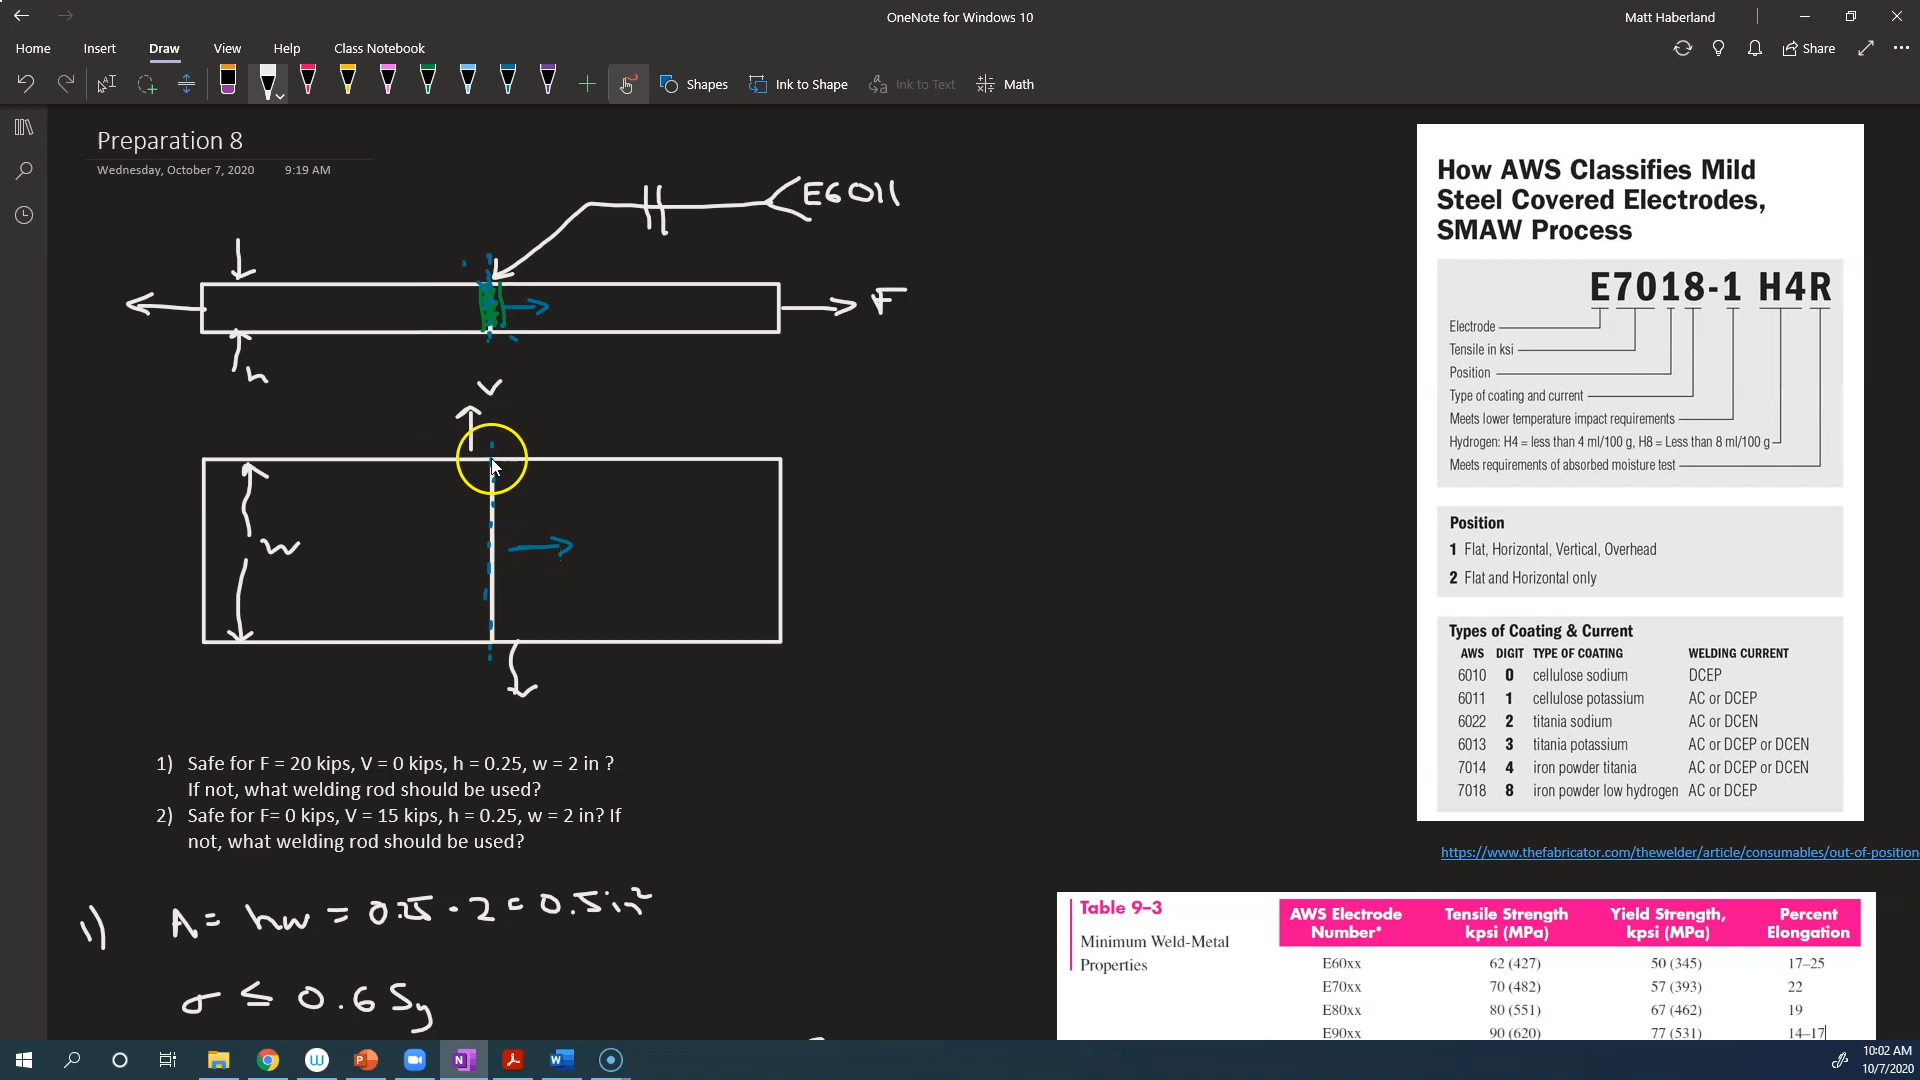 OneNote for Windows 10
Matt Haberland
Home Insert Draw View Help Class Notebook
Share
Shapes Ink to Shape Ink to Text Math
Preparation 8
Wednesday, October 7, 2020 9:19 AM
E6011
F
h
V
w
1) Safe for F = 20 kips, V = 0 kips, h = 0.25, w = 2 in ?
If not, what welding rod should be used?
2) Safe for F= 0 kips, V = 15 kips, h = 0.25, w = 2 in? If
not, what welding rod should be used?
1) A = hw = 0.25 · 2 = 0.5 in²
σ ≤ 0.6 Sy
How AWS Classifies Mild
Steel Covered Electrodes,
SMAW Process
E7018-1 H4R
Electrode
Tensile in ksi
Position
Type of coating and current
Meets lower temperature impact requirements
Hydrogen: H4 = less than 4 ml/100 g, H8 = Less than 8 ml/100 g
Meets requirements of absorbed moisture test
Position
1 Flat, Horizontal, Vertical, Overhead
2 Flat and Horizontal only
Types of Coating & Current
AWS DIGIT TYPE OF COATING WELDING CURRENT
6010 0 cellulose sodium DCEP
6011 1 cellulose potassium AC or DCEP
6022 2 titania sodium AC or DCEN
6013 3 titania potassium AC or DCEP or DCEN
7014 4 iron powder titania AC or DCEP or DCEN
7018 8 iron powder low hydrogen AC or DCEP
https://www.thefabricator.com/thewelder/article/consumables/out-of-position
Table 9–3
Minimum Weld-Metal
Properties
AWS Electrode Tensile Strength Yield Strength, Percent
Number* kpsi (MPa) kpsi (MPa) Elongation
E60xx 62 (427) 50 (345) 17–25
E70xx 70 (482) 57 (393) 22
E80xx 80 (551) 67 (462) 19
E90xx 90 (620) 77 (531) 14–17
10:02 AM
10/7/2020